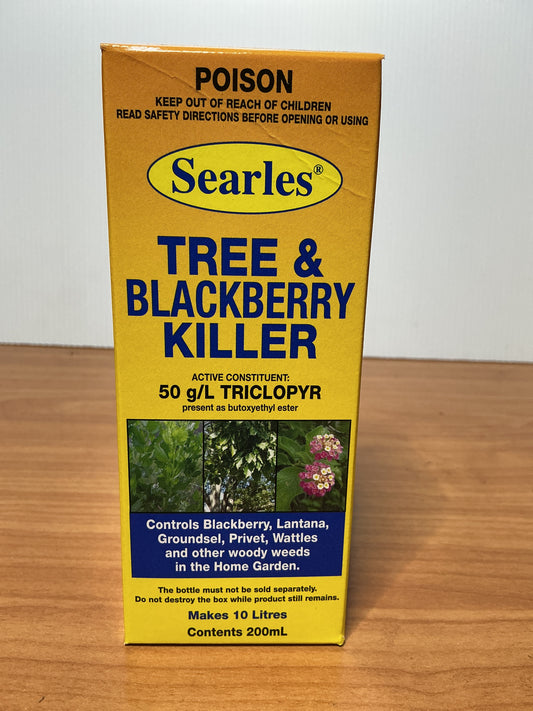 POISON
KEEP OUT OF REACH OF CHILDREN
READ SAFETY DIRECTIONS BEFORE OPENING OR USING
Searles®
TREE &
BLACKBERRY
KILLER
ACTIVE CONSTITUENT:
50 g/L TRICLOPYR
present as butoxyethyl ester
Controls Blackberry, Lantana,
Groundsel, Privet, Wattles
and other woody weeds
in the Home Garden.
The bottle must not be sold separately.
Do not destroy the box while product still remains.
Makes 10 Litres
Contents 200mL